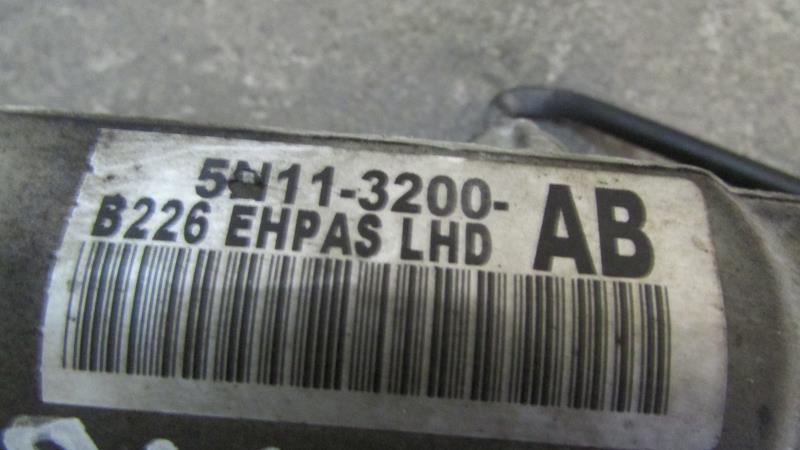 5N11-3200-
AB
B226 EHPAS LHD